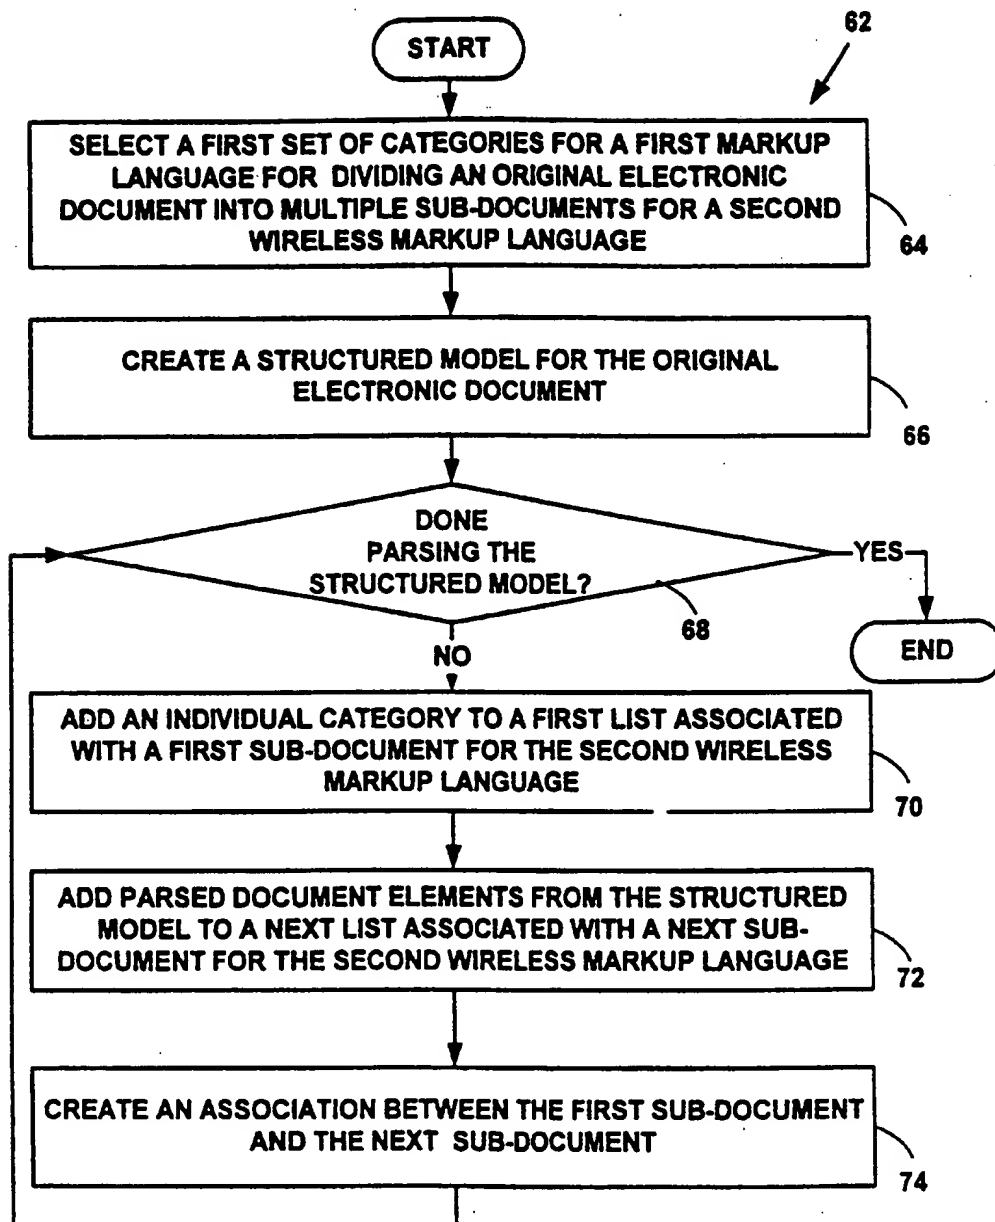 START
62
SELECT A FIRST SET OF CATEGORIES FOR A FIRST MARKUP
LANGUAGE FOR DIVIDING AN ORIGINAL ELECTRONIC
DOCUMENT INTO MULTIPLE SUB-DOCUMENTS FOR A SECOND
WIRELESS MARKUP LANGUAGE
64
CREATE A STRUCTURED MODEL FOR THE ORIGINAL
ELECTRONIC DOCUMENT
66
DONE
PARSING THE
STRUCTURED MODEL?
YES
68
NO
END
ADD AN INDIVIDUAL CATEGORY TO A FIRST LIST ASSOCIATED
WITH A FIRST SUB-DOCUMENT FOR THE SECOND WIRELESS
MARKUP LANGUAGE
70
ADD PARSED DOCUMENT ELEMENTS FROM THE STRUCTURED
MODEL TO A NEXT LIST ASSOCIATED WITH A NEXT SUB-
DOCUMENT FOR THE SECOND WIRELESS MARKUP LANGUAGE
72
CREATE AN ASSOCIATION BETWEEN THE FIRST SUB-DOCUMENT
AND THE NEXT SUB-DOCUMENT
74